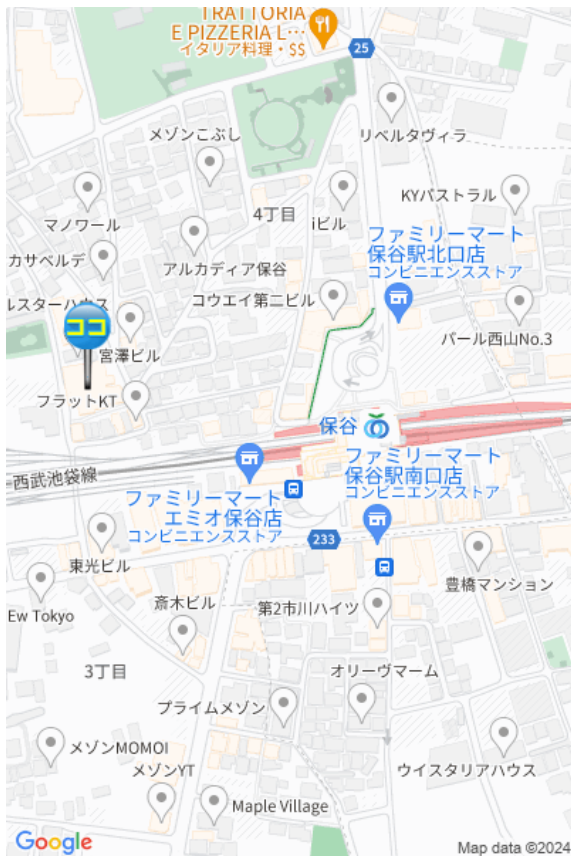 TRATTORIA
E PIZZERIA L…
イタリア料理・$$
25
メゾンこぶし
リベルタヴィラ
KYパストラル
4丁目
iビル
マノワール
ファミリーマート
保谷駅北口店
コンビニエンスストア
カサベルデ
アルカディア保谷
コウエイ第二ビル
ルスターハウス
ココ
宮澤ビル
パール西山No.3
フラットKT
保谷
ファミリーマート
保谷駅南口店
コンビニエンスストア
西武池袋線
ファミリーマート
エミオ保谷店
コンビニエンスストア
233
東光ビル
豊橋マンション
斎木ビル
第2市川ハイツ
Ew Tokyo
3丁目
オリーヴマーム
プライムメゾン
メゾンMOMOI
ウイスタリアハウス
メゾンYT
Maple Village
Google
Map data ©2024